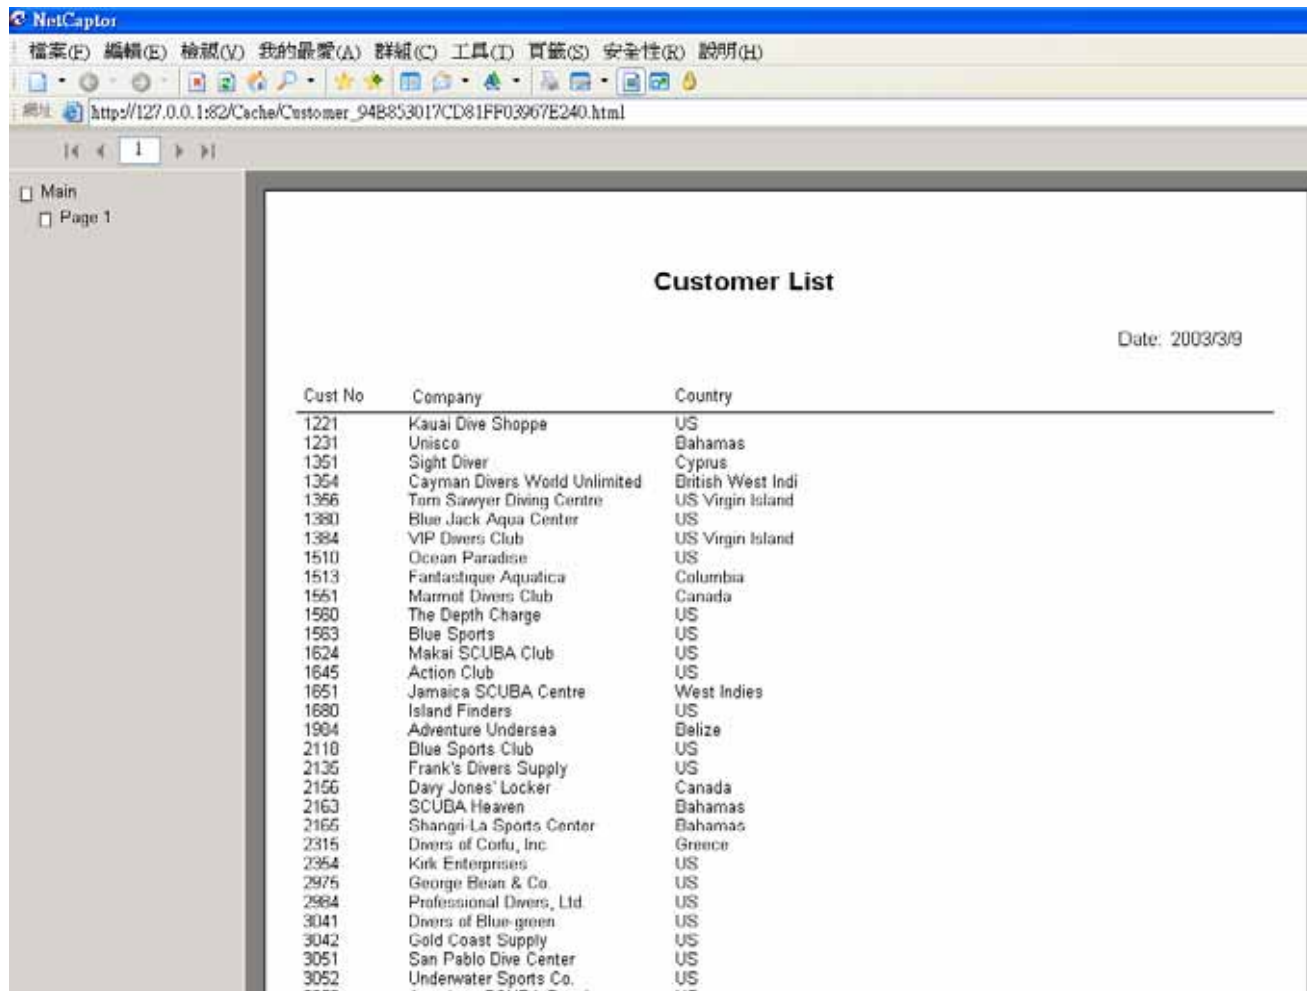 NetCaptor
檔案(F) 編輯(E) 檢視(V) 我的最愛(A) 群組(C) 工具(T) 頁籤(S) 安全性(R) 說明(H)
網址 http://127.0.0.1:82/Cache/Customer_94B853017CD81FF03967E240.html
1
Main
Page 1
Customer List
Date: 2003/3/9
Cust No Company Country
1221 Kauai Dive Shoppe US
1231 Unisco Bahamas
1351 Sight Diver Cyprus
1354 Cayman Divers World Unlimited British West Indi
1356 Tom Sawyer Diving Centre US Virgin Island
1380 Blue Jack Aqua Center US
1384 VIP Divers Club US Virgin Island
1510 Ocean Paradise US
1513 Fantastique Aquatica Columbia
1551 Marmot Divers Club Canada
1560 The Depth Charge US
1563 Blue Sports US
1624 Makai SCUBA Club US
1645 Action Club US
1651 Jamaica SCUBA Centre West Indies
1680 Island Finders US
1984 Adventure Undersea Belize
2118 Blue Sports Club US
2135 Frank's Divers Supply US
2156 Davy Jones' Locker Canada
2163 SCUBA Heaven Bahamas
2165 Shangri-La Sports Center Bahamas
2315 Divers of Corfu, Inc. Greece
2354 Kirk Enterprises US
2975 George Bean & Co. US
2984 Professional Divers, Ltd. US
3041 Divers of Blue-green US
3042 Gold Coast Supply US
3051 San Pablo Dive Center US
3052 Underwater Sports Co. US